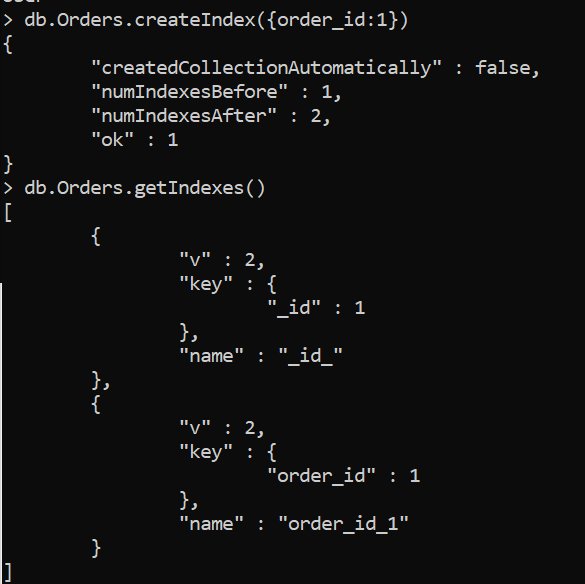 > db.Orders.createIndex({order_id:1})
{
        "createdCollectionAutomatically" : false,
        "numIndexesBefore" : 1,
        "numIndexesAfter" : 2,
        "ok" : 1
}
> db.Orders.getIndexes()
[
        {
                "v" : 2,
                "key" : {
                        "_id" : 1
                },
                "name" : "_id_"
        },
        {
                "v" : 2,
                "key" : {
                        "order_id" : 1
                },
                "name" : "order_id_1"
        }
]